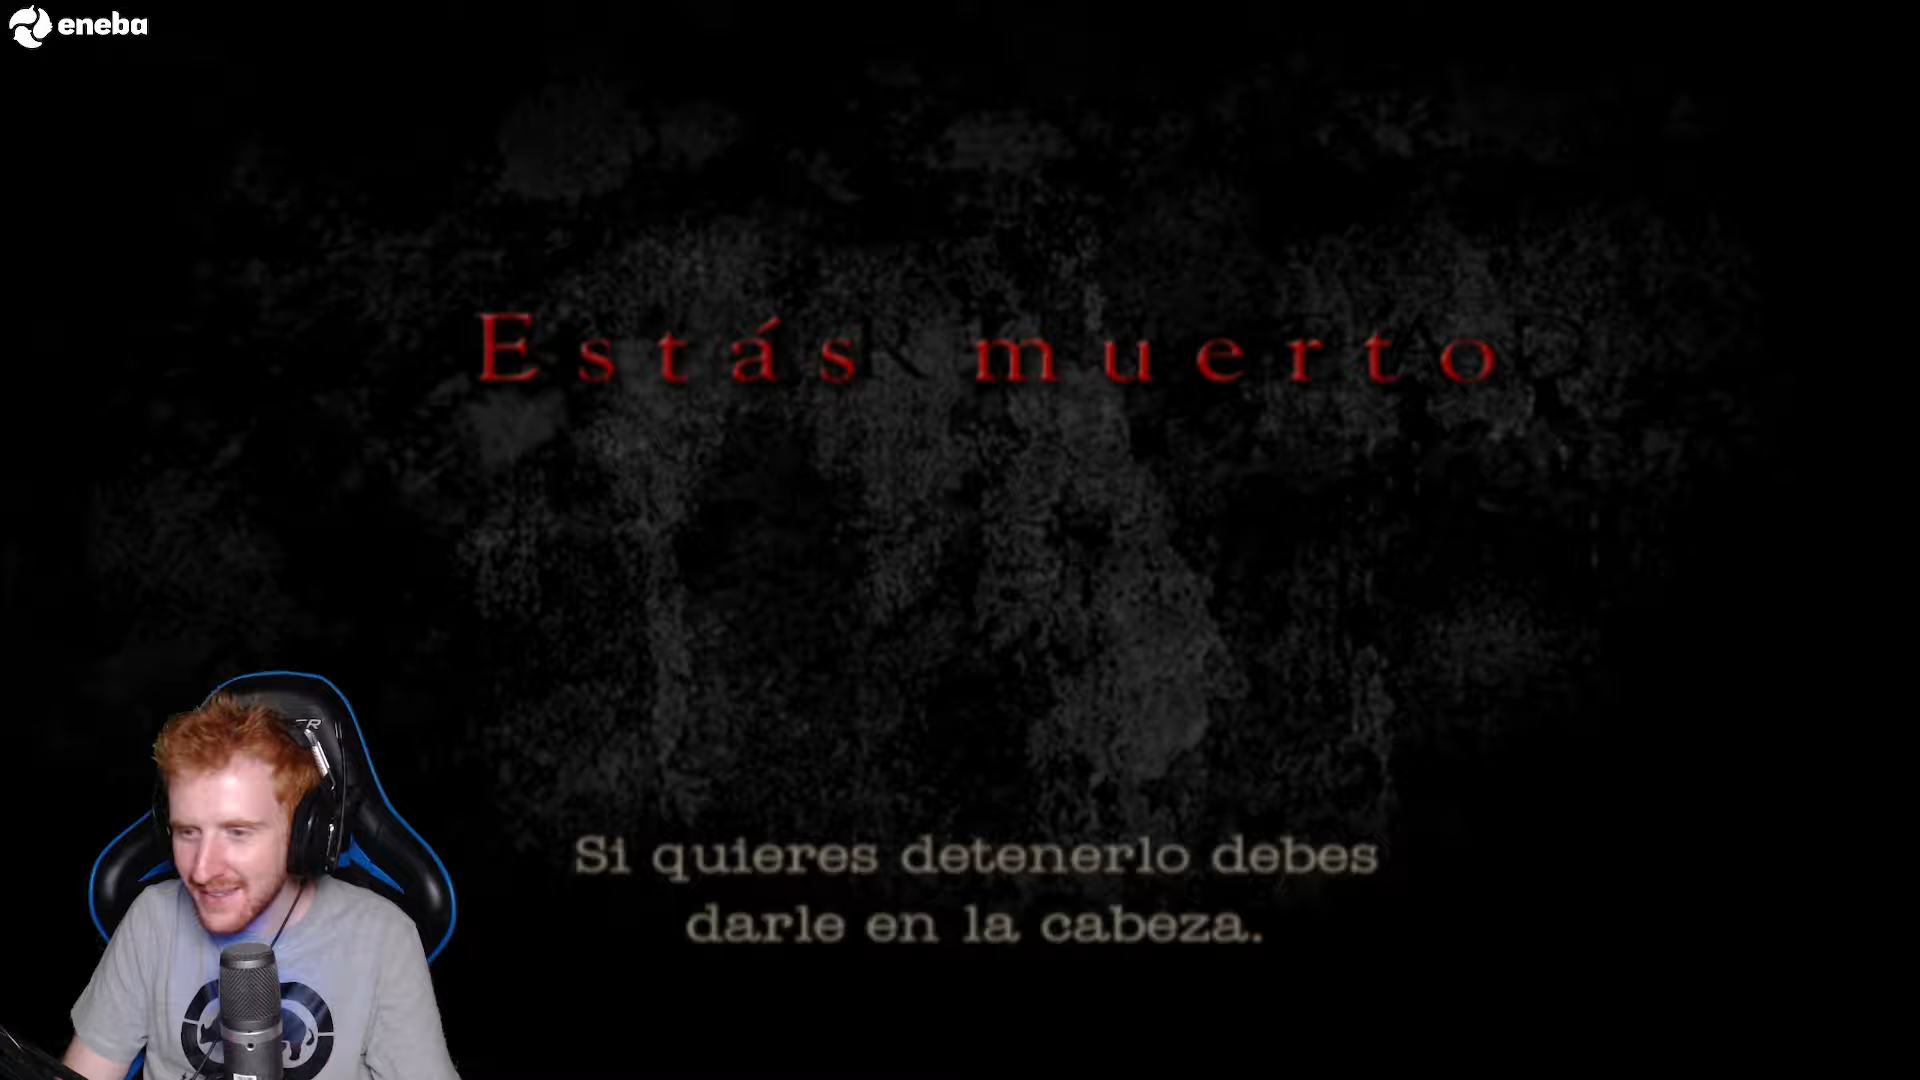 eneba
Estás muerto
Si quieres detenerlo debes
darle en la cabeza.